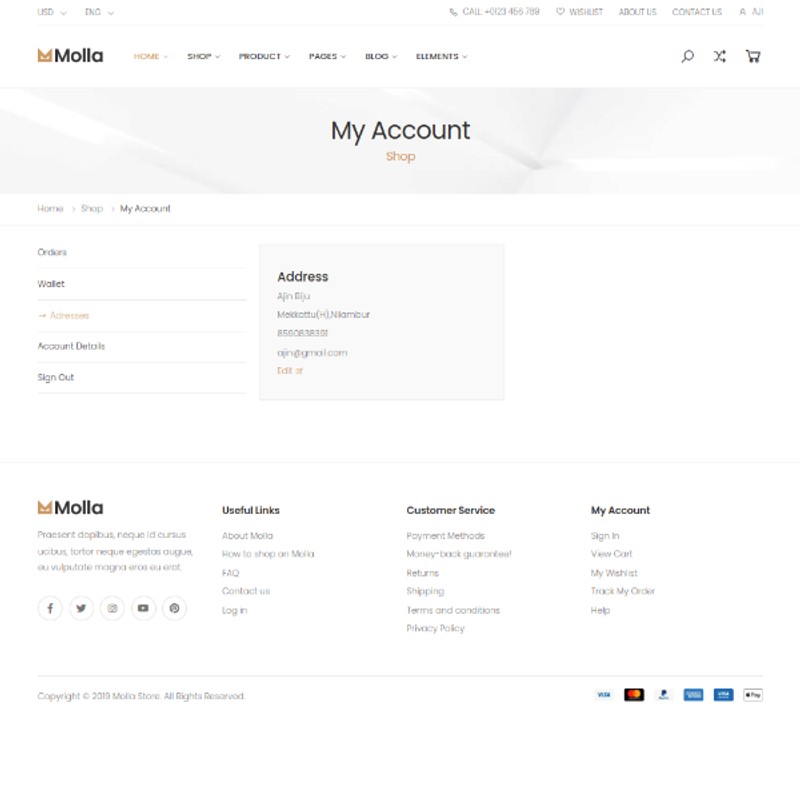 USD ENG CALL: +0123 456 789 WISHLIST ABOUT US CONTACT US AJI
Molla HOME SHOP PRODUCT PAGES BLOG ELEMENTS
My Account
Shop
Home > Shop > My Account
Orders
Wallet
→ Adresses
Account Details
Sign Out
Address
Ajin Biju
Mekkattu(H),Nilambur
8590838391
ajin@gmail.com
Edit
Molla
Praesent dapibus, neque id cursus
ucibus, tortor neque egestas augue,
eu vulputate magna eros eu erat.
Useful Links
About Molla
How to shop on Molla
FAQ
Contact us
Log in
Customer Service
Payment Methods
Money-back guarantee!
Returns
Shipping
Terms and conditions
Privacy Policy
My Account
Sign In
View Cart
My Wishlist
Track My Order
Help
Copyright © 2019 Molla Store. All Rights Reserved.
VISA VISA Pay